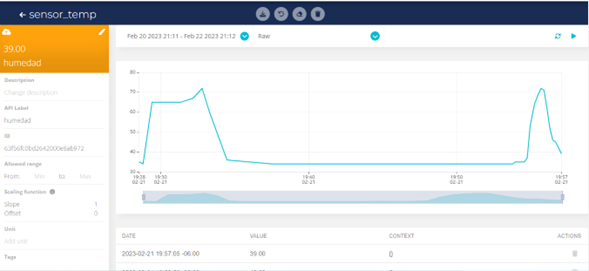 ← sensor_temp
39.00
humedad
Description
Change description
API Label
humedad
ID
Allowed range
From: Min to: Max
Scaling function
Slope 1
Offset 0
Unit
Add unit
Tags
Feb 20 2023 21:11 - Feb 22 2023 21:12
Raw
80
70
60
50
40
30
19:28 19:30 19:40 19:50 19:57
02-21 02-21 02-21 02-21 02-21
DATE VALUE CONTEXT ACTIONS
2023-02-21 19:57:05 -06:00 39.00 {}